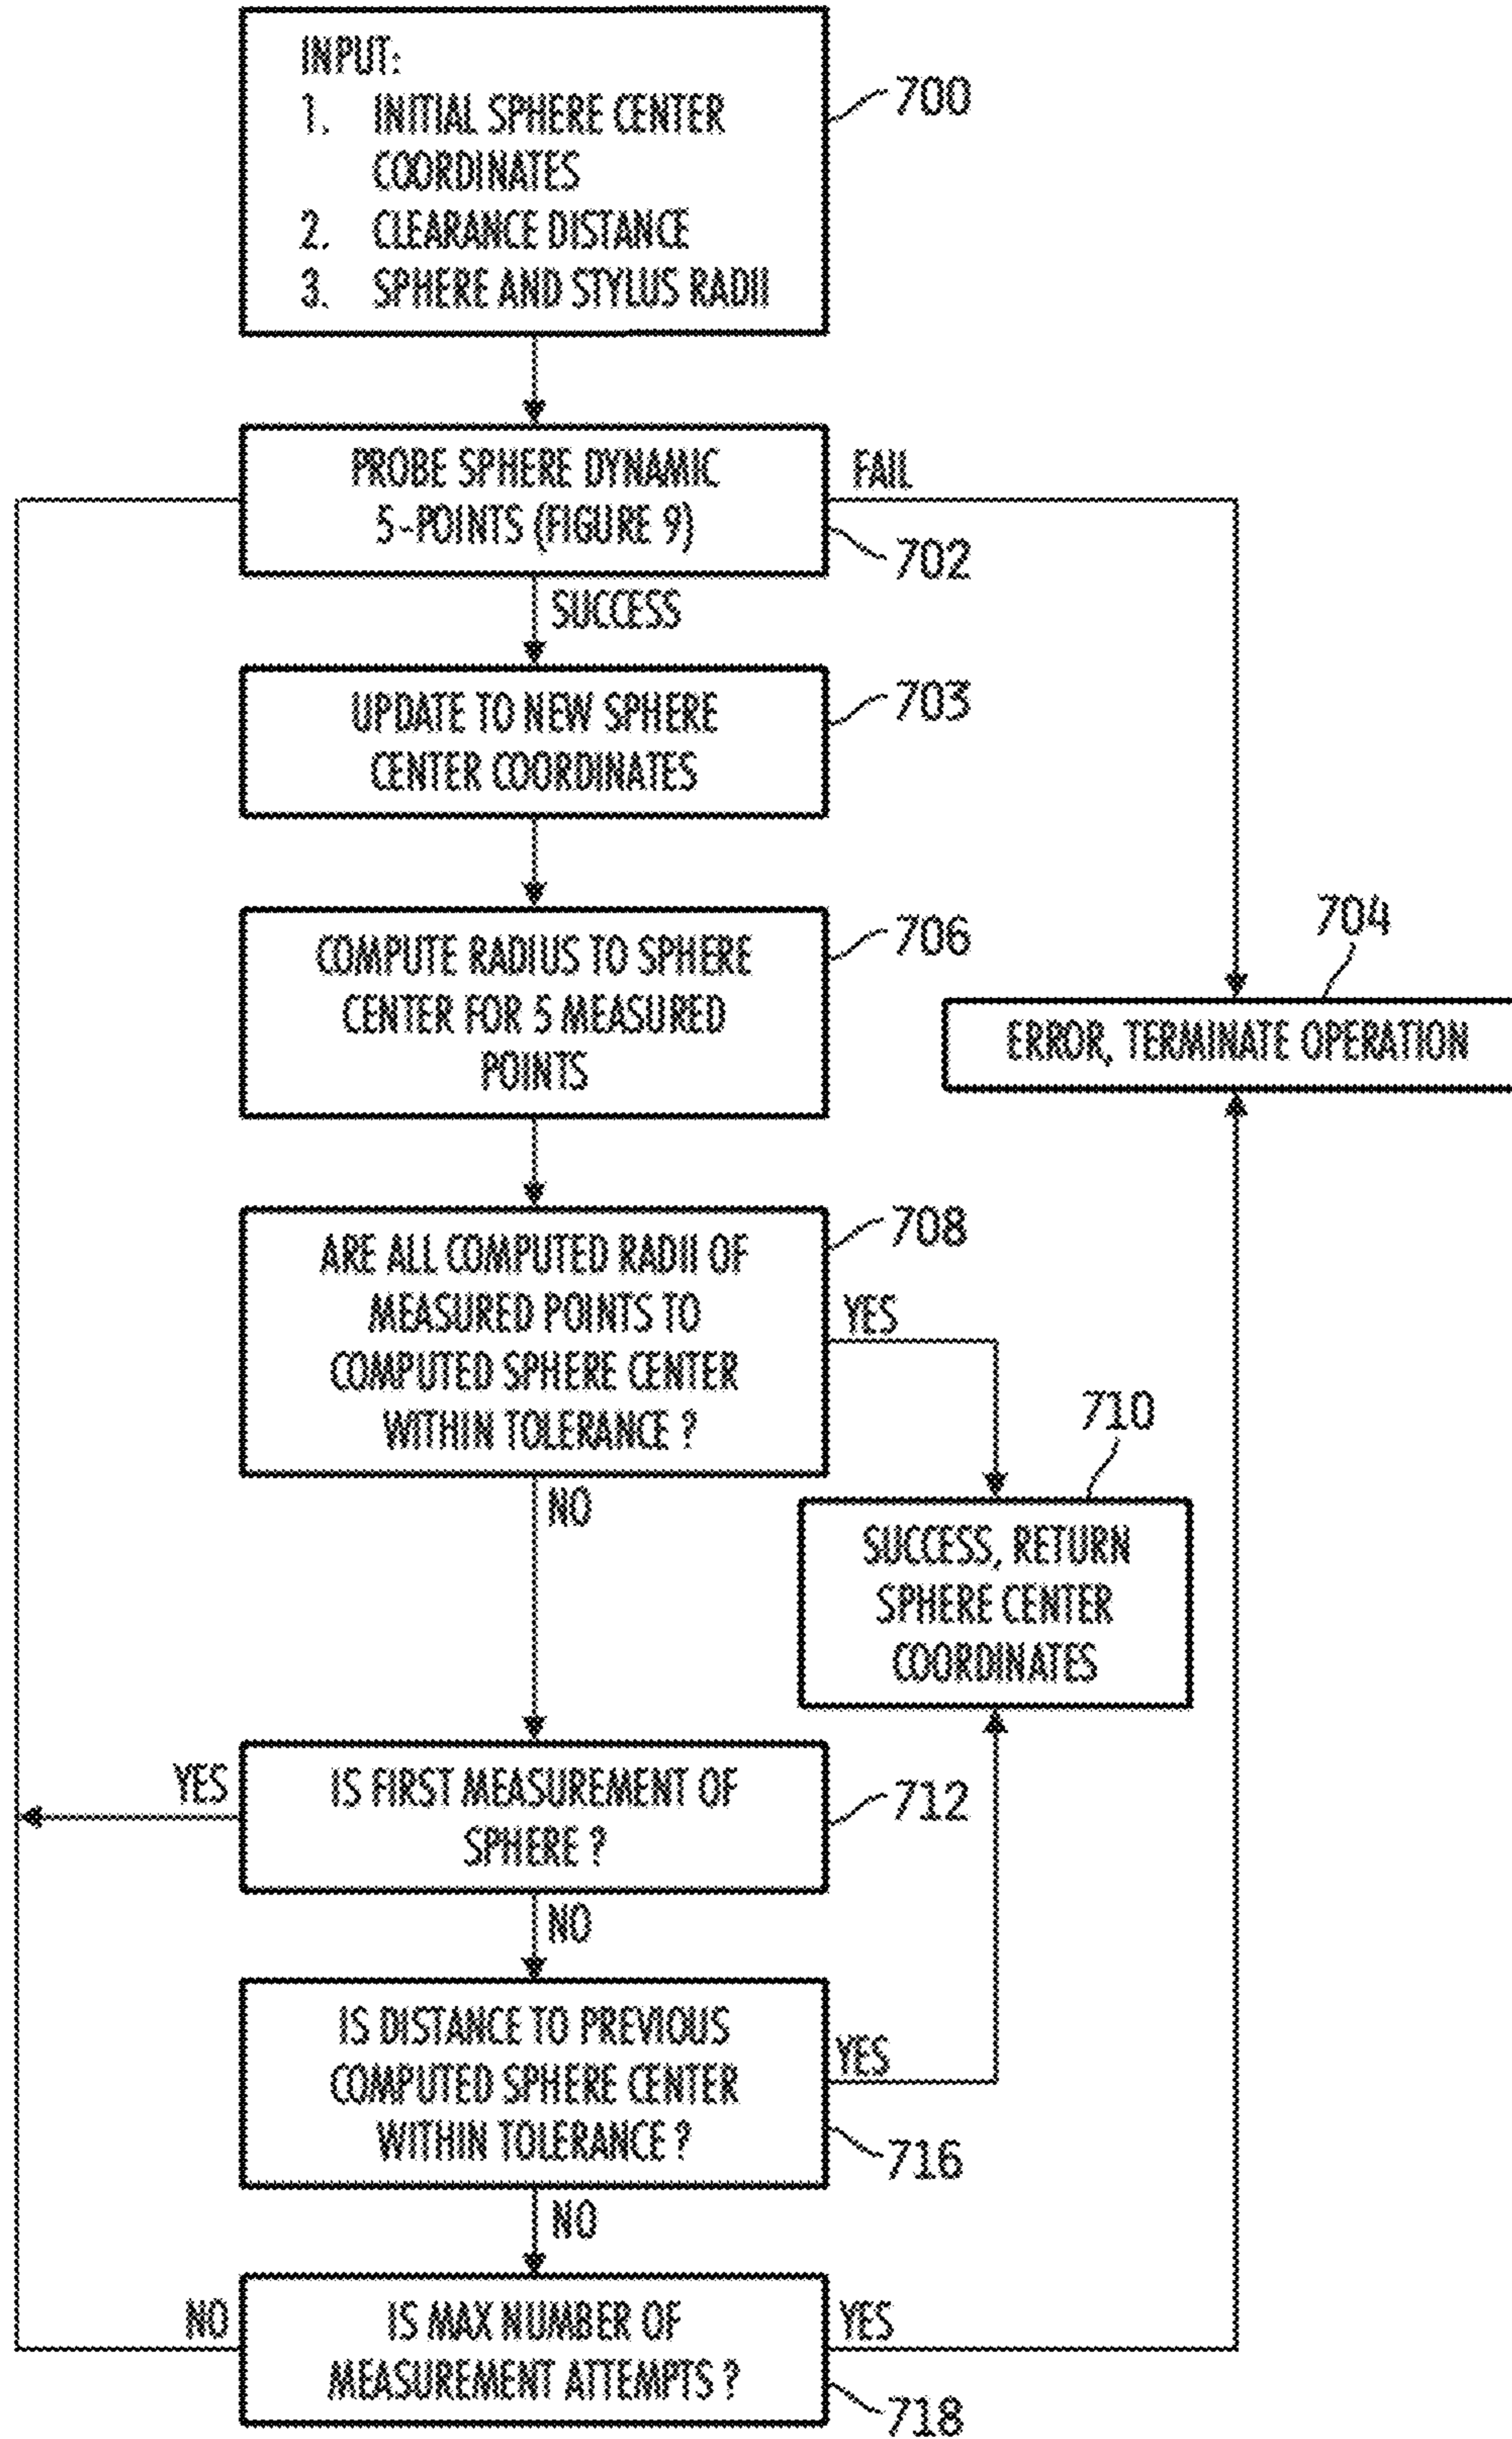 INPUT:
1. INITIAL SPHERE CENTER
COORDINATES
2. CLEARANCE DISTANCE
3. SPHERE AND STYLUS RADII
700
PROBE SPHERE DYNAMIC
5-POINTS (FIGURE 9)
FAIL
702
SUCCESS
UPDATE TO NEW SPHERE
CENTER COORDINATES
703
COMPUTE RADIUS TO SPHERE
CENTER FOR 5 MEASURED
POINTS
706
704
ERROR, TERMINATE OPERATION
ARE ALL COMPUTED RADII OF
MEASURED POINTS TO
COMPUTED SPHERE CENTER
WITHIN TOLERANCE ?
708
YES
NO
710
SUCCESS, RETURN
SPHERE CENTER
COORDINATES
YES
IS FIRST MEASUREMENT OF
SPHERE ?
712
NO
IS DISTANCE TO PREVIOUS
COMPUTED SPHERE CENTER
WITHIN TOLERANCE ?
YES
716
NO
NO
IS MAX NUMBER OF
MEASUREMENT ATTEMPTS ?
YES
718